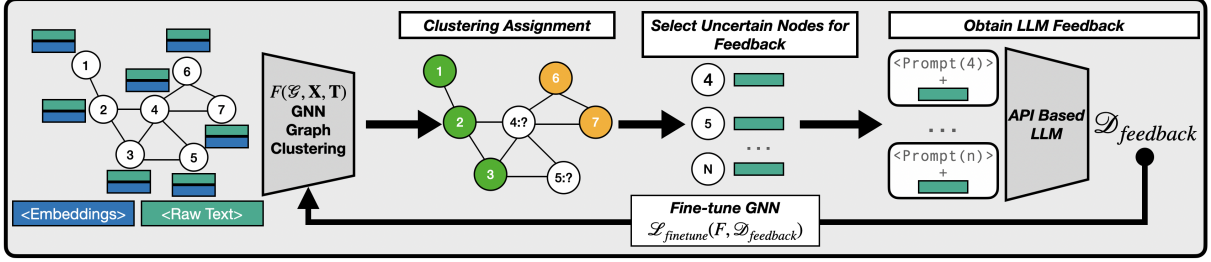 1
2
3
4
5
6
7
<Embeddings>
<Raw Text>
F(𝒢, X, T)
GNN
Graph
Clustering
Clustering Assignment
1
2
3
4:?
5:?
6
7
Select Uncertain Nodes for
Feedback
4
5
...
N
Obtain LLM Feedback
<Prompt(4)>
+
...
<Prompt(n)>
+
API Based
LLM
𝒟feedback
Fine-tune GNN
ℒfinetune(F, 𝒟feedback)